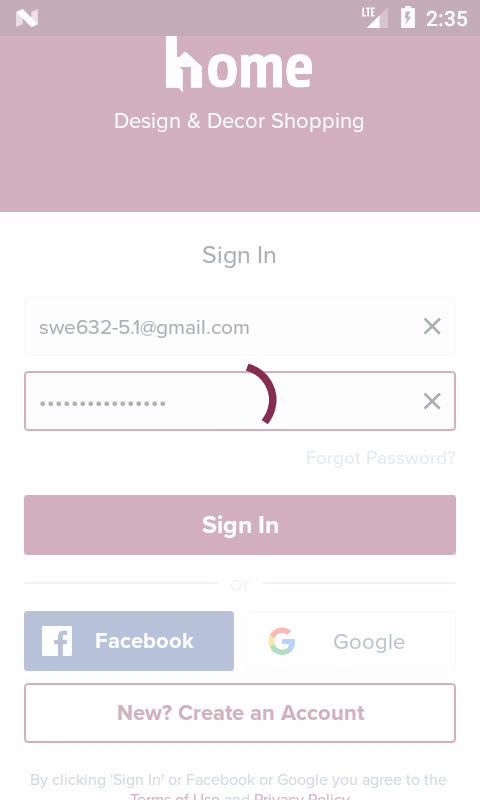 LTE 2:35
home
Design & Decor Shopping
Sign In
swe632-5.1@gmail.com
••••••••••••••••
Forgot Password?
Sign In
or
Facebook Google
New? Create an Account
By clicking 'Sign In' or Facebook or Google you agree to the
Terms of Use and Privacy Policy